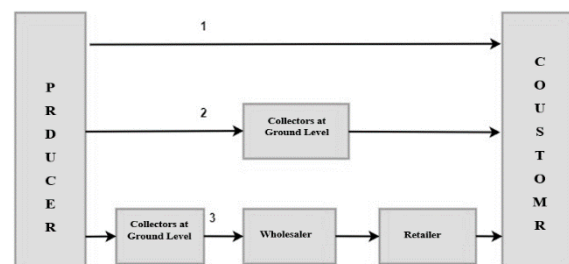 1
P
R
D
U
C
E
R
2
Collectors at
Ground Level
C
O
U
S
T
O
M
R
3
Collectors at
Ground Level
Wholesaler
Retailer